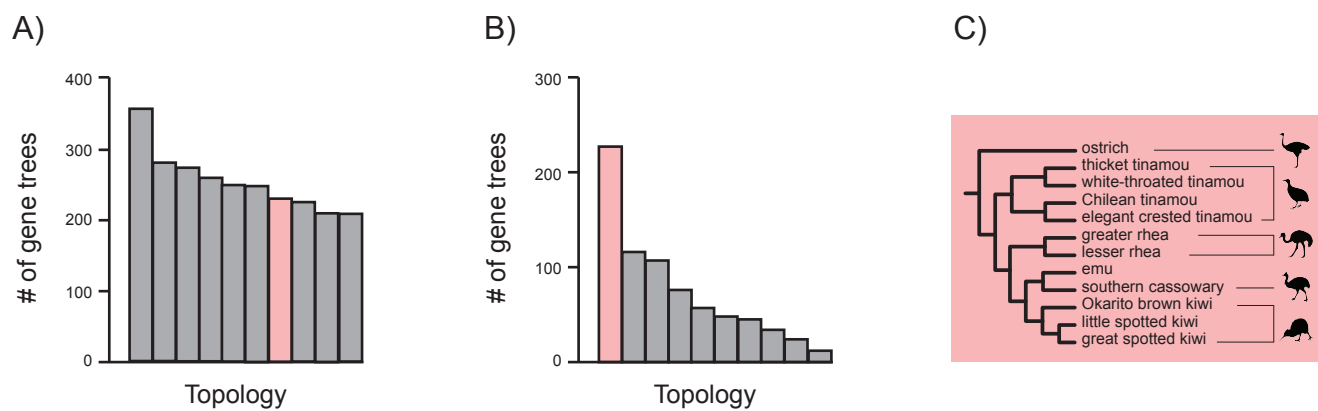 A)
400
300
200
100
0
# of gene trees
Topology
B)
300
200
100
0
# of gene trees
Topology
C)
ostrich
thicket tinamou
white-throated tinamou
Chilean tinamou
elegant crested tinamou
greater rhea
lesser rhea
emu
southern cassowary
Okarito brown kiwi
little spotted kiwi
great spotted kiwi